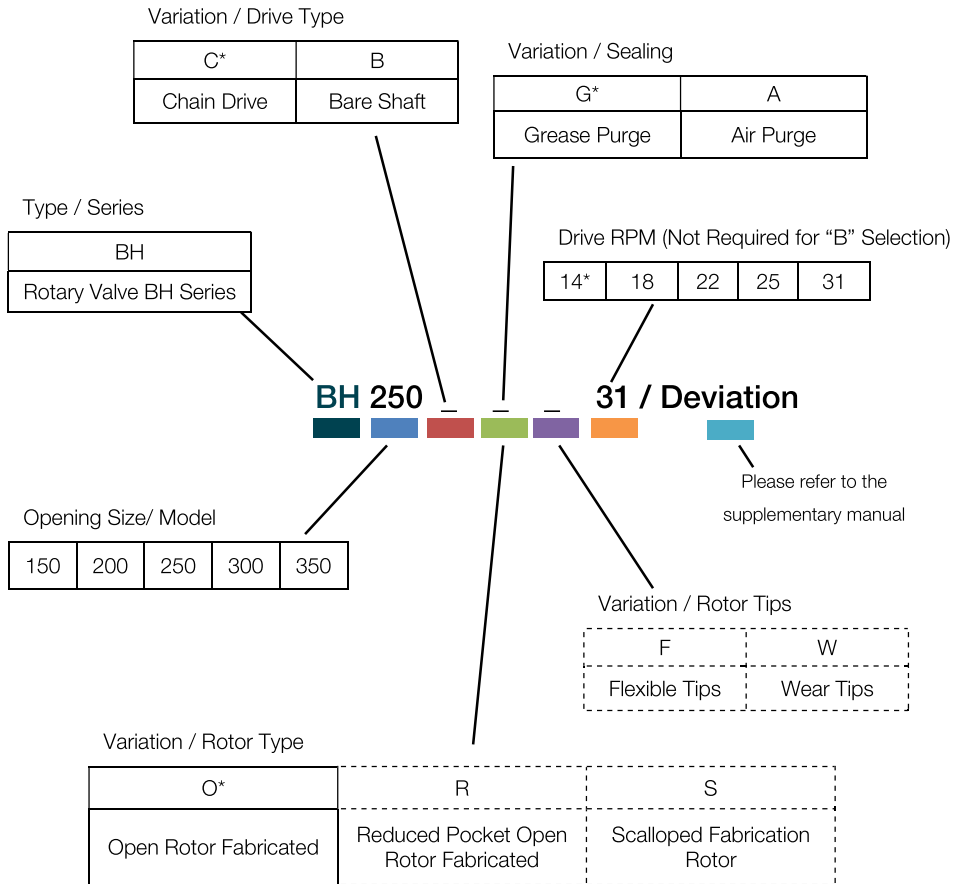 Variation / Drive Type
C* B
Chain Drive Bare Shaft
Variation / Sealing
G* A
Grease Purge Air Purge
Type / Series
BH
Rotary Valve BH Series
Drive RPM (Not Required for “B” Selection)
14* 18 22 25 31
BH 250 _ _ _ 31 / Deviation
Please refer to the
supplementary manual
Opening Size/ Model
150 200 250 300 350
Variation / Rotor Tips
F W
Flexible Tips Wear Tips
Variation / Rotor Type
O* R S
Open Rotor Fabricated
Reduced Pocket Open
Rotor Fabricated
Scalloped Fabrication
Rotor